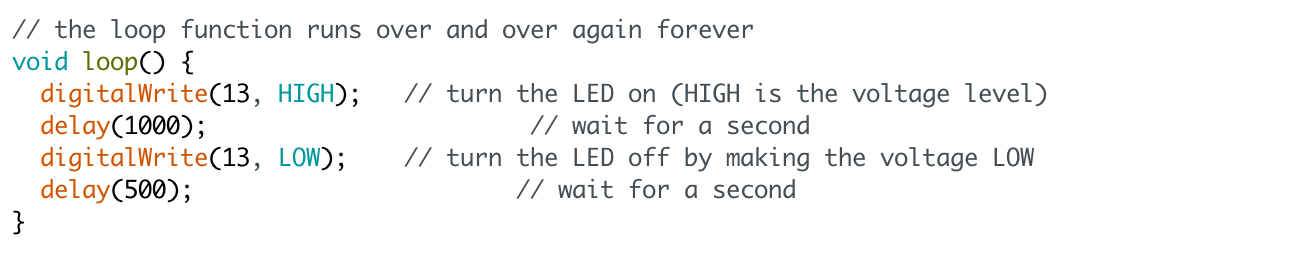 // the loop function runs over and over again forever
void loop() {
  digitalWrite(13, HIGH);   // turn the LED on (HIGH is the voltage level)
  delay(1000);                       // wait for a second
  digitalWrite(13, LOW);    // turn the LED off by making the voltage LOW
  delay(500);                       // wait for a second
}